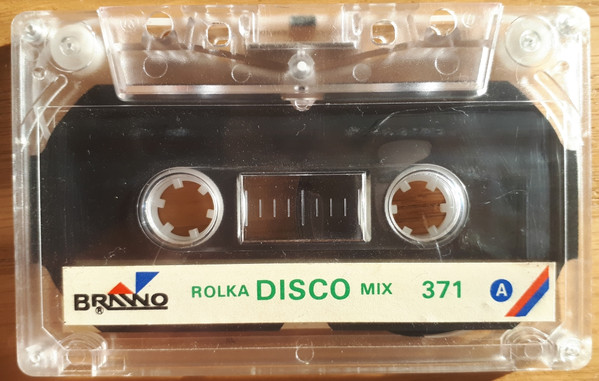 BRAWO® ROLKA DISCO MIX 371 A